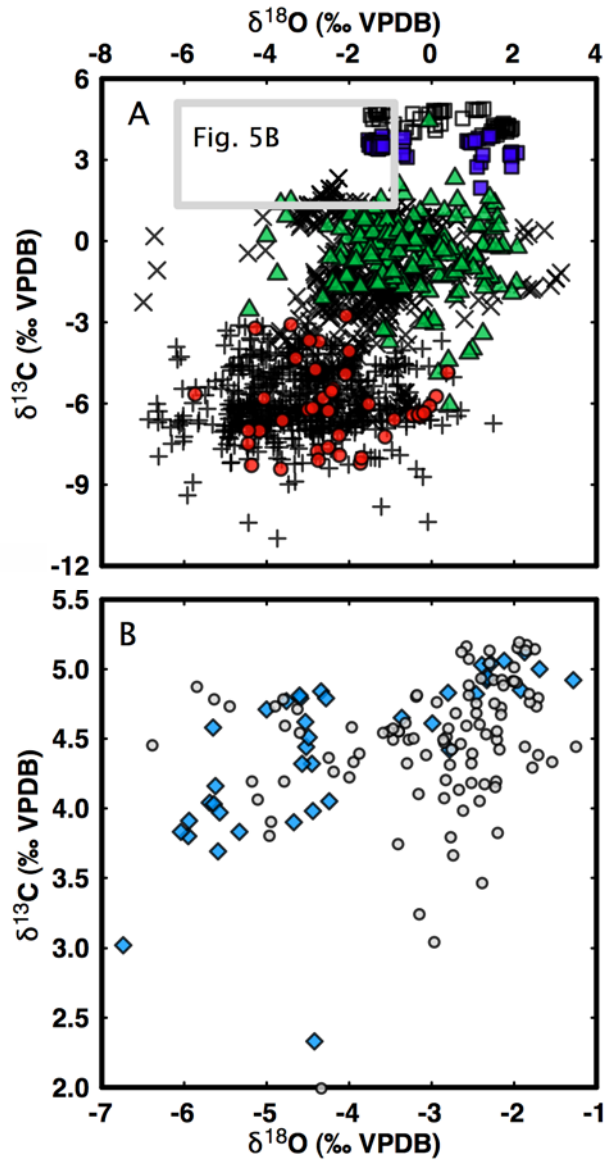 δ18O (‰ VPDB)
-8 -6 -4 -2 0 2 4
δ13C (‰ VPDB)
6
3
0
-3
-6
-9
-12
A
Fig. 5B
δ13C (‰ VPDB)
5.5
5.0
4.5
4.0
3.5
3.0
2.5
2.0
B
-7 -6 -5 -4 -3 -2 -1
δ18O (‰ VPDB)